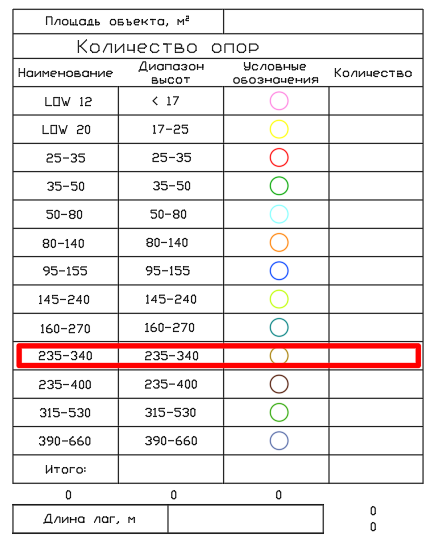 Площадь объекта, м²
Количество опор
Наименование Диапазон высот Условные обозначения Количество
LOW 12 < 17
LOW 20 17-25
25-35 25-35
35-50 35-50
50-80 50-80
80-140 80-140
95-155 95-155
145-240 145-240
160-270 160-270
235-340 235-340
235-400 235-400
315-530 315-530
390-660 390-660
Итого:
0 0 0
Длина лаг, м
0
0